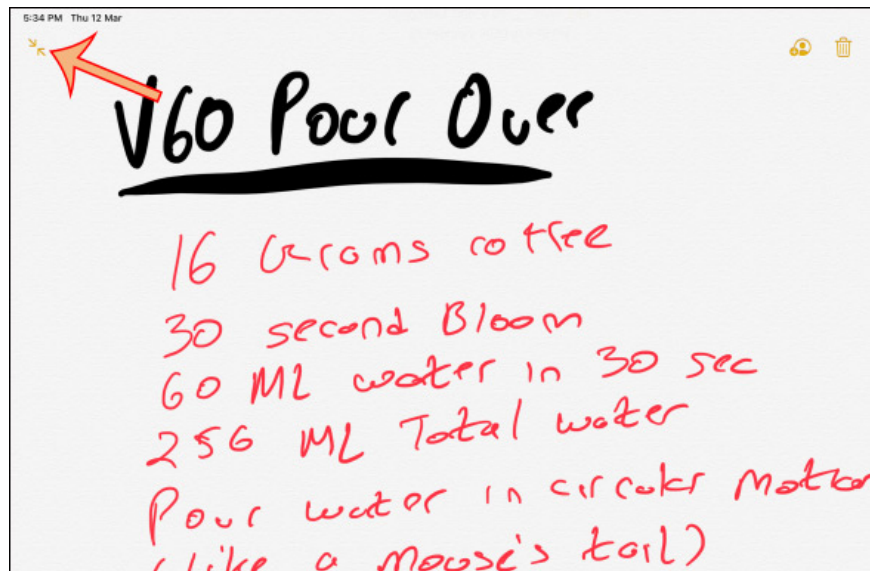 5:34 PM Thu 12 Mar
V60 Pour Over
16 Grams coffee
30 second Bloom
60 ML water in 30 sec
256 ML Total water
Pour water in circular motion
(like a mouse's tail)